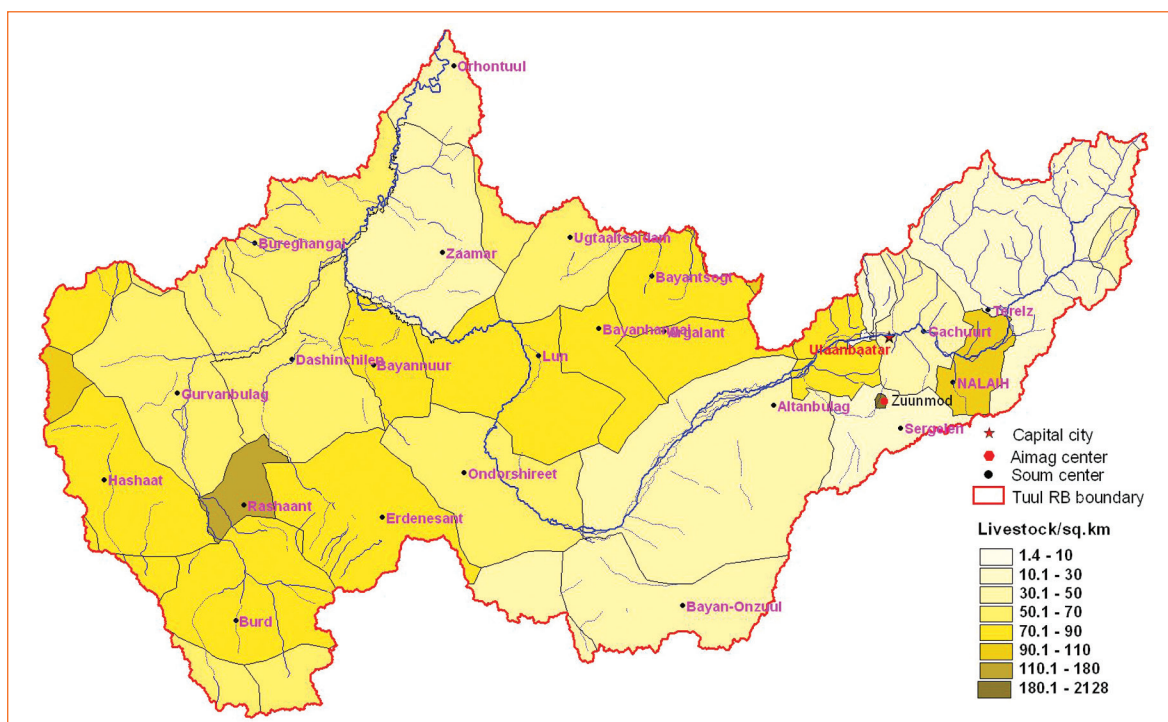 Orhontuul
Bureghangai
Zaamar
Ugtaaltsaidam
Bayantsogt
Terelz
Bayanhangai
Argalant
Gachuurt
Ulaanbaatar
Dashinchilen
Bayannuur
Lun
Gurvanbulag
NALAIH
Altanbulag
Zuunmod
Sergelen
Hashaat
Ondorshireet
Rashaant
Erdenesant
Burd
Bayan-Onzuul
Capital city
Aimag center
Soum center
Tuul RB boundary
Livestock/sq.km
1.4 - 10
10.1 - 30
30.1 - 50
50.1 - 70
70.1 - 90
90.1 - 110
110.1 - 180
180.1 - 2128